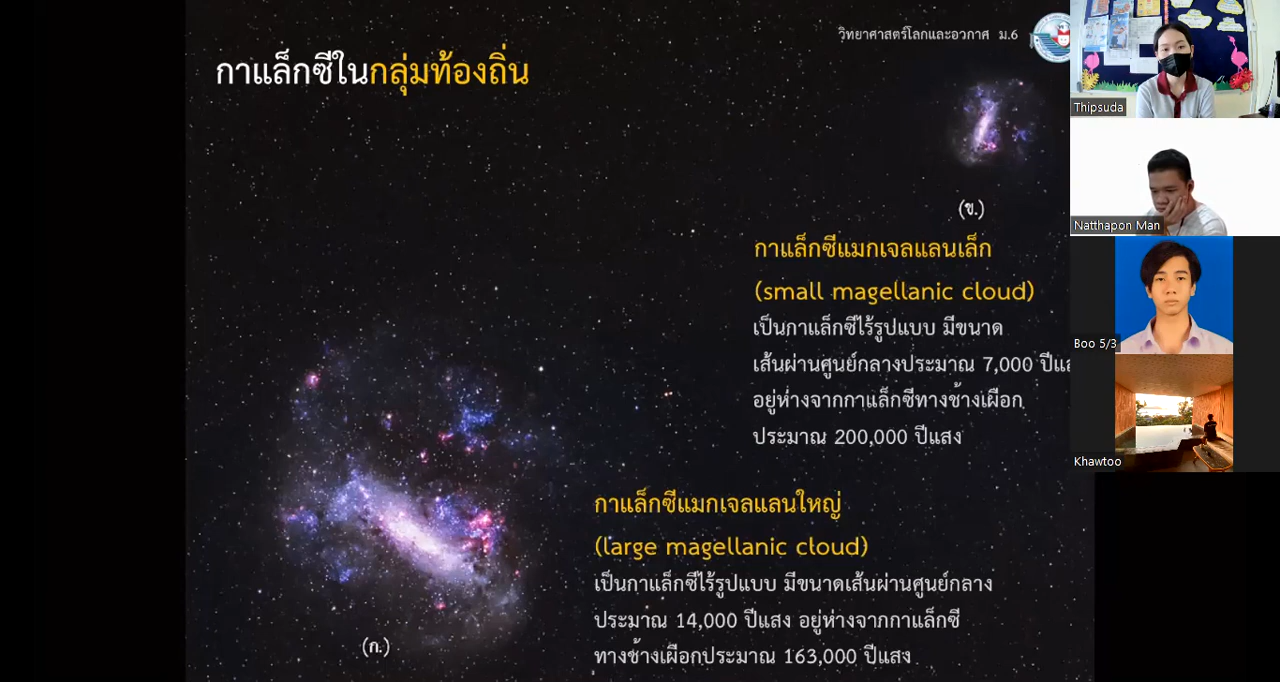 วิทยาศาสตร์โลกและอวกาศ ม.6
กาแล็กซีในกลุ่มท้องถิ่น
(ข.)
กาแล็กซีแมกเจลแลนเล็ก
(small magellanic cloud)
เป็นกาแล็กซีไร้รูปแบบ มีขนาด
เส้นผ่านศูนย์กลางประมาณ 7,000
อยู่ห่างจากกาแล็กซีทางช้างเผือก
ประมาณ 200,000 ปีแสง
กาแล็กซีแมกเจลแลนใหญ่
(large magellanic cloud)
เป็นกาแล็กซีไร้รูปแบบ มีขนาดเส้นผ่านศูนย์กลาง
ประมาณ 14,000 ปีแสง อยู่ห่างจากกาแล็กซี
ทางช้างเผือกประมาณ 163,000 ปีแสง
(ก.)
Thipsuda
Natthapon Man
Boo 5/3
Khawtoo